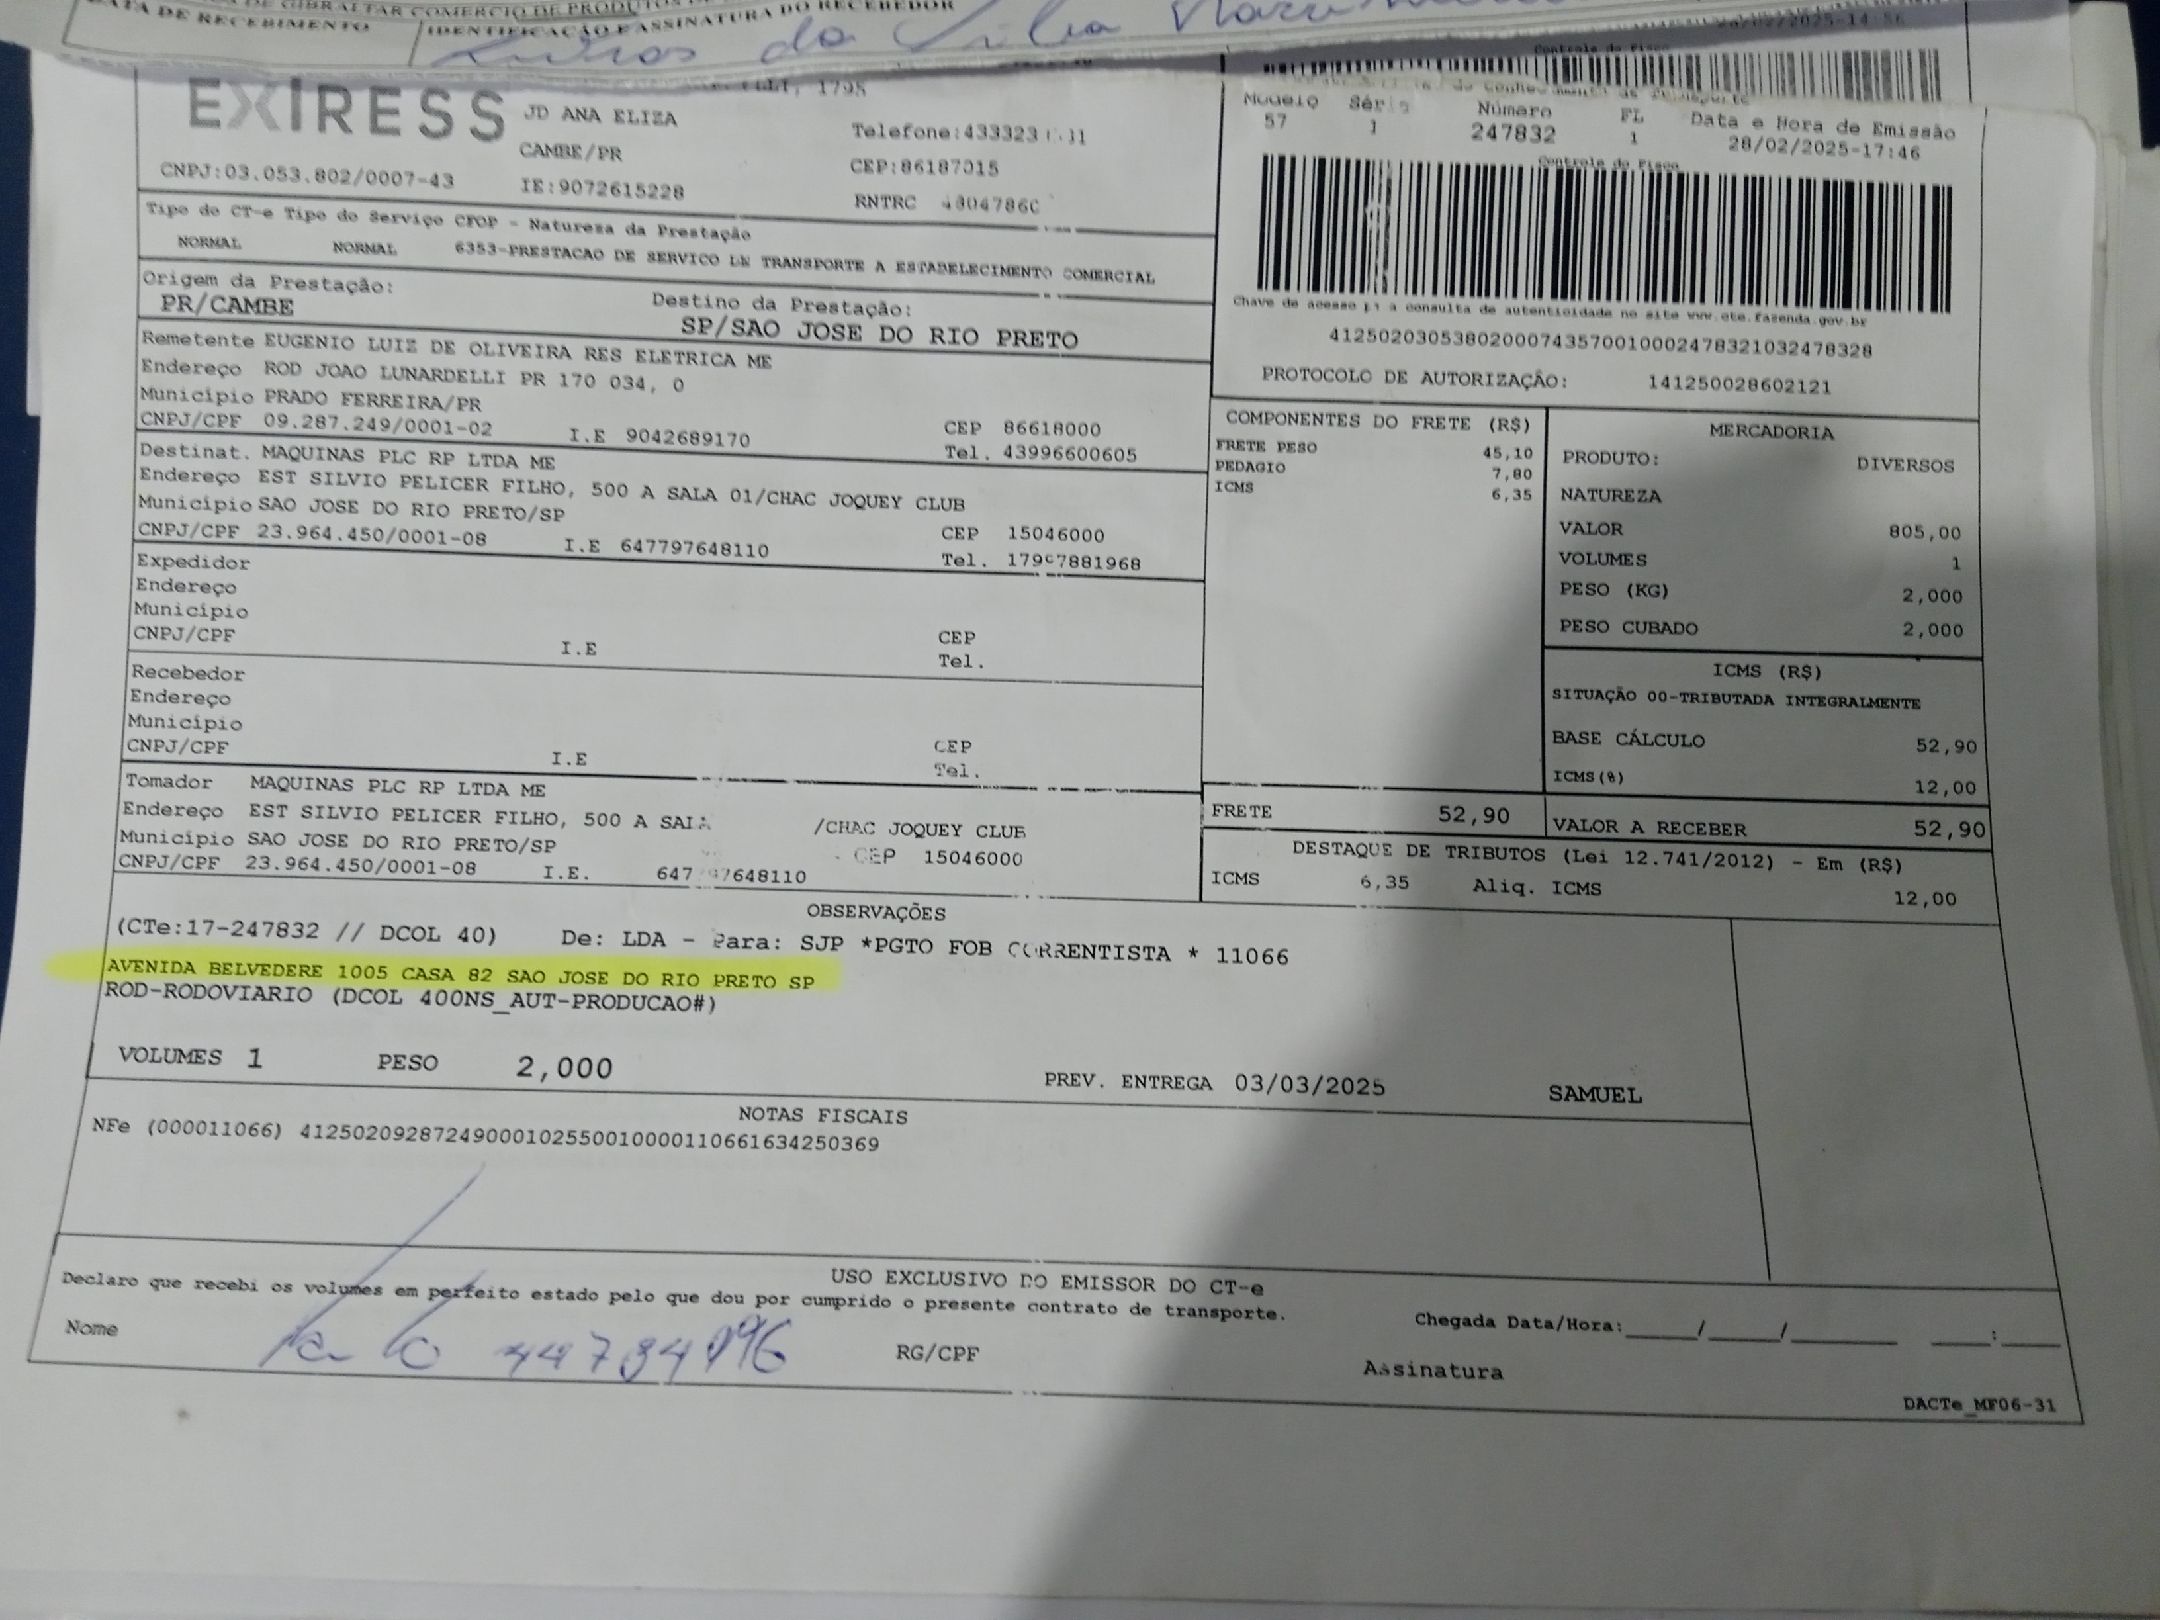 DATA DE RECEBIMENTO
IDENTIFICAÇÃO E ASSINATURA DO RECEBEDOR
Controle do Fisco
EXIRESS
JD ANA ELIZA
CAMBE/PR
CNPJ:03.053.802/0007-43
IE:9072615228
CEP:86187015
RNTRC
Modelo Série Número FL Data e Hora de Emissão
57 1 247832 1 28/02/2025-17:46
Controle do Fisco
Tipo do CT-e Tipo do Serviço CFOP - Natureza da Prestação
NORMAL NORMAL 6353-PRESTACAO DE SERVICO DE TRANSPORTE A ESTABELECIMENTO COMERCIAL
Origem da Prestação: Destino da Prestação:
PR/CAMBE SP/SAO JOSE DO RIO PRETO
Chave de acesso p/ a consulta de autenticidade no site www.cte.fazenda.gov.br
41250203053802000743570010002478321032478328
PROTOCOLO DE AUTORIZAÇÃO: 141250028602121
Remetente EUGENIO LUIZ DE OLIVEIRA RES ELETRICA ME
Endereço ROD JOAO LUNARDELLI PR 170 034, 0
Município PRADO FERREIRA/PR
CNPJ/CPF 09.287.249/0001-02 I.E 9042689170 CEP 86618000
Tel. 43996600605
Destinat. MAQUINAS PLC RP LTDA ME
Endereço EST SILVIO PELICER FILHO, 500 A SALA 01/CHAC JOQUEY CLUB
Município SAO JOSE DO RIO PRETO/SP
CNPJ/CPF 23.964.450/0001-08 I.E 647797648110 CEP 15046000
Tel.
Expedidor
Endereço
Município
CNPJ/CPF I.E CEP
Tel.
Recebedor
Endereço
Município
CNPJ/CPF I.E CEP
Tel.
Tomador MAQUINAS PLC RP LTDA ME
Endereço EST SILVIO PELICER FILHO, 500 A /CHAC JOQUEY CLUB
Município SAO JOSE DO RIO PRETO/SP CEP 15046000
CNPJ/CPF 23.964.450/0001-08 I.E.
COMPONENTES DO FRETE (R$)
FRETE PESO 45,10
PEDAGIO 7,80
ICMS 6,35
MERCADORIA
PRODUTO: DIVERSOS
NATUREZA
VALOR 805,00
VOLUMES 1
PESO (KG) 2,000
PESO CUBADO 2,000
ICMS (R$)
SITUAÇÃO 00-TRIBUTADA INTEGRALMENTE
BASE CÁLCULO 52,90
ICMS(%) 12,00
FRETE 52,90 VALOR A RECEBER 52,90
DESTAQUE DE TRIBUTOS (Lei 12.741/2012) - Em (R$)
ICMS 6,35 Aliq. ICMS 12,00
OBSERVAÇÕES
(CTe:17-247832 // DCOL 40) De: LDA - Para: SJP *PGTO FOB CORRENTISTA * 11066
AVENIDA BELVEDERE 1005 CASA 82 SAO JOSE DO RIO PRETO SP
ROD-RODOVIARIO (DCOL 400NS_AUT-PRODUCAO#)
VOLUMES 1 PESO 2,000 PREV. ENTREGA 03/03/2025 SAMUEL
NOTAS FISCAIS
NFe (000011066) 41250209287249000102550010000110661634250369
USO EXCLUSIVO DO EMISSOR DO CT-e
Declaro que recebi os volumes em perfeito estado pelo que dou por cumprido o presente contrato de transporte.
Nome RG/CPF Chegada Data/Hora:____/____/______ ____:____
Assinatura
DACTe_MF06-31